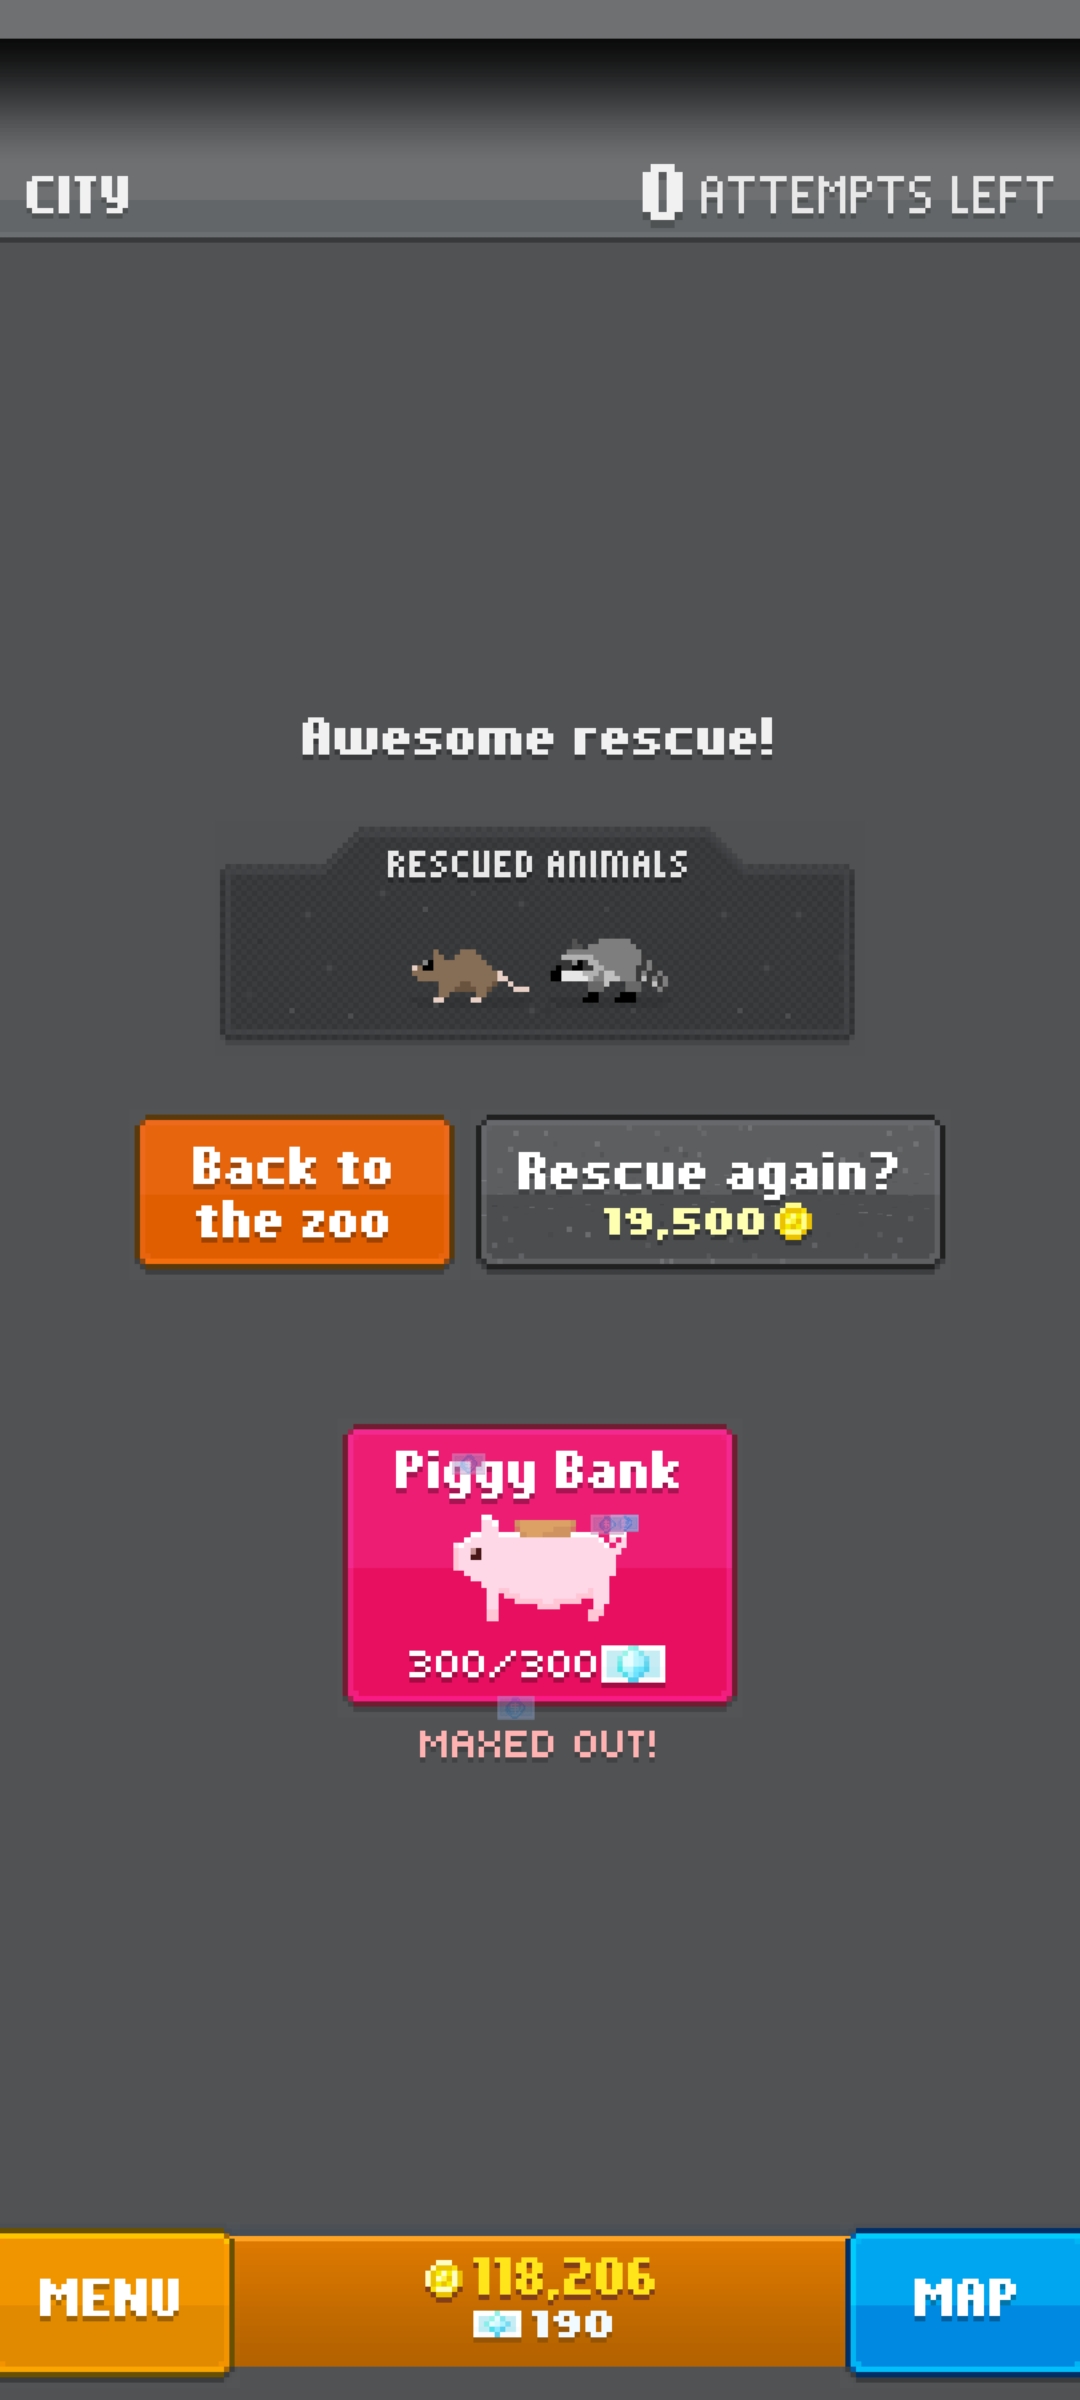 CITY
0 ATTEMPTS LEFT
Awesome rescue!
RESCUED ANIMALS
Back to
the zoo
Rescue again?
19,500
Piggy Bank
300/300
MAXED OUT!
MENU
118,206
190
MAP